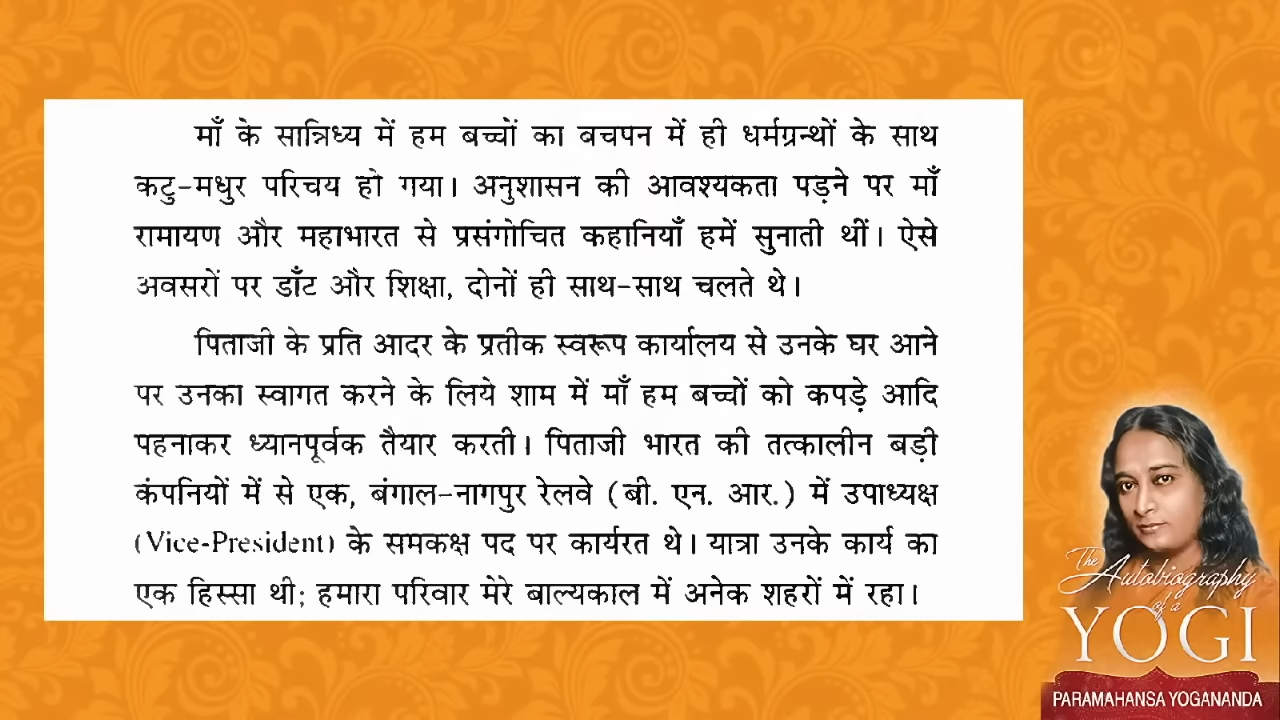 माँ के सान्निध्य में हम बच्चों का बचपन में ही धर्मग्रन्थों के साथ
कटु-मधुर परिचय हो गया। अनुशासन की आवश्यकता पड़ने पर माँ
रामायण और महाभारत से प्रसंगोचित कहानियाँ हमें सुनाती थीं। ऐसे
अवसरों पर डाँट और शिक्षा, दोनों ही साथ-साथ चलते थे।
पिताजी के प्रति आदर के प्रतीक स्वरूप कार्यालय से उनके घर आने
पर उनका स्वागत करने के लिये शाम में माँ हम बच्चों को कपड़े आदि
पहनाकर ध्यानपूर्वक तैयार करती। पिताजी भारत की तत्कालीन बड़ी
कंपनियों में से एक, बंगाल-नागपुर रेलवे (बी. एन. आर.) में उपाध्यक्ष
(Vice-President) के समकक्ष पद पर कार्यरत थे। यात्रा उनके कार्य का
एक हिस्सा थी; हमारा परिवार मेरे बाल्यकाल में अनेक शहरों में रहा।
The
Autobiography
of a
YOGI
PARAMAHANSA YOGANANDA